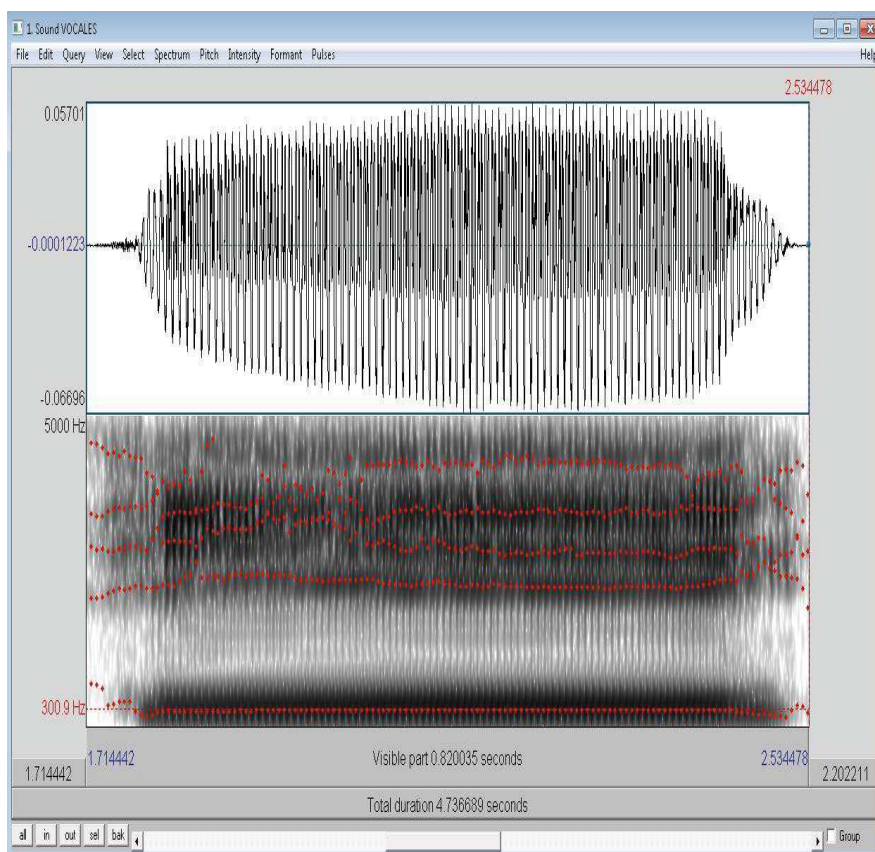 1. Sound VOCALES
File Edit Query View Select Spectrum Pitch Intensity Formant Pulses Help
2.534478
0.05701
-0.0001223
-0.06696
5000 Hz
300.9 Hz
1.714442 Visible part 0.820035 seconds 2.534478
1.714442 2.202211
Total duration 4.736689 seconds
all in out sel bak Group